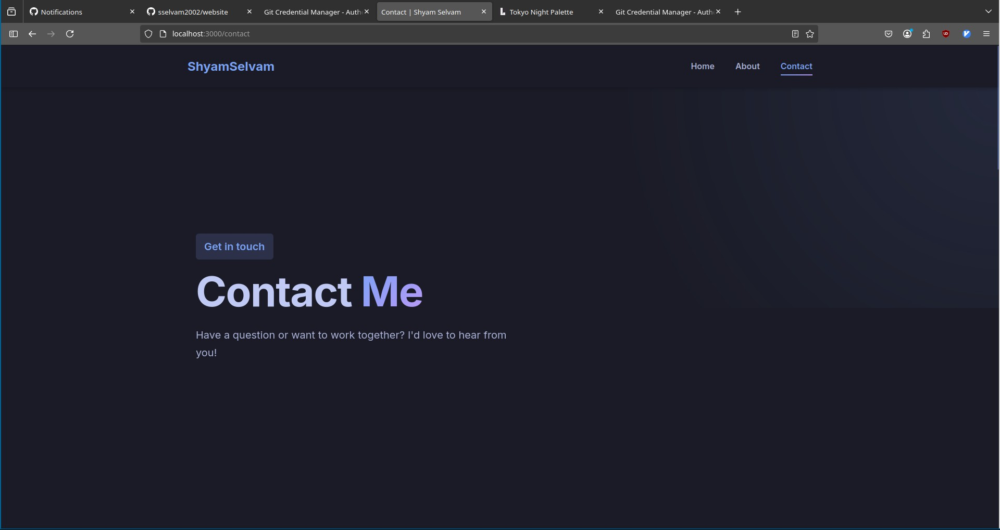 Notifications
sselvam2002/website
Git Credential Manager - Auth
Contact | Shyam Selvam
Tokyo Night Palette
Git Credential Manager - Auth
localhost:3000/contact
ShyamSelvam
Home
About
Contact
Get in touch
Contact Me
Have a question or want to work together? I'd love to hear from
you!